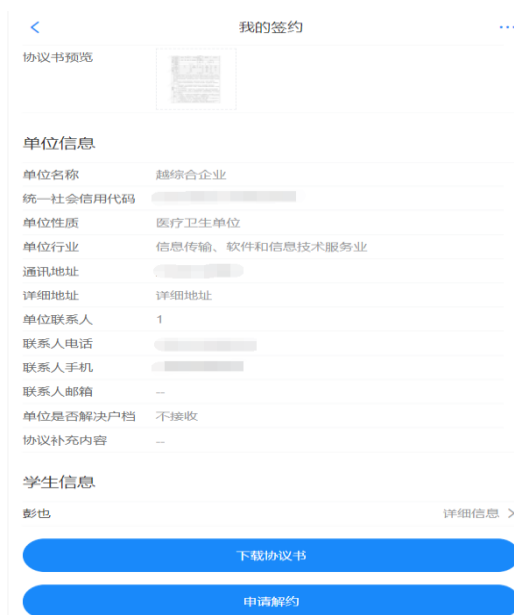 我的签约
协议书预览
单位信息
单位名称 越综合企业
统一社会信用代码
单位性质 医疗卫生单位
单位行业 信息传输、软件和信息技术服务业
通讯地址
详细地址 详细地址
单位联系人 1
联系人电话
联系人手机
联系人邮箱 --
单位是否解决户档 不接收
协议补充内容 --
学生信息
彭也 详细信息
下载协议书
申请解约